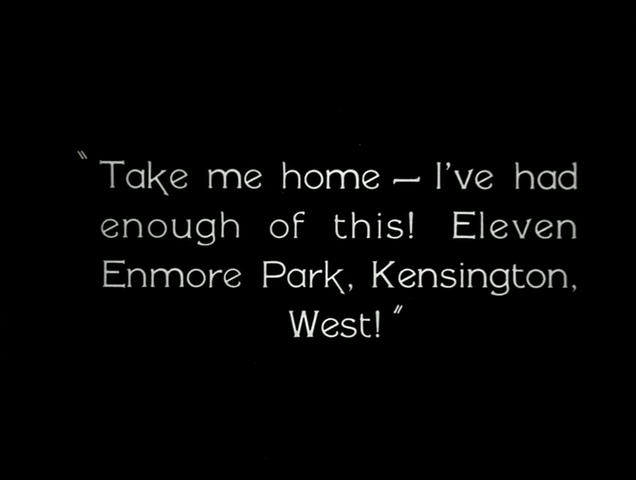 "Take me home — I've had
enough of this! Eleven
Enmore Park, Kensington,
West!"